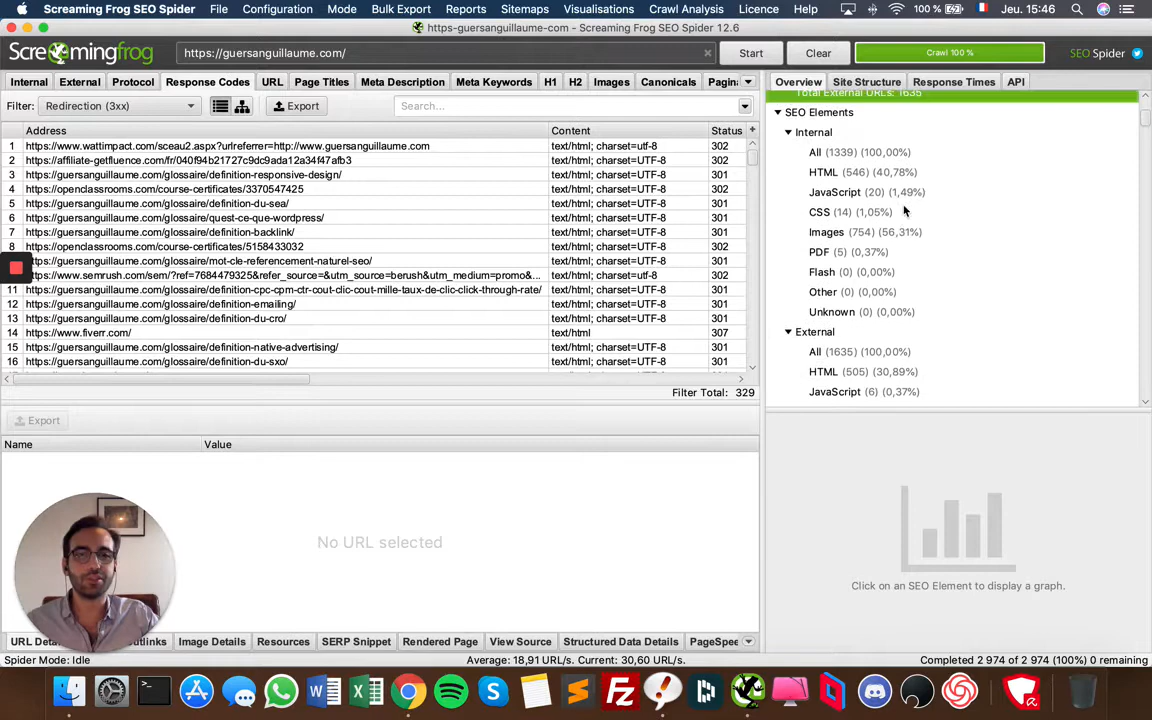 Screaming Frog SEO Spider File Configuration Mode Bulk Export Reports Sitemaps Visualisations Crawl Analysis Licence Help 100 % Jeu. 15:46
https-guersanguillaume-com – Screaming Frog SEO Spider 12.6
Screamingfrog https://guersanguillaume.com/ Start Clear Crawl 100 % SEO Spider
Internal External Protocol Response Codes URL Page Titles Meta Description Meta Keywords H1 H2 Images Canonicals Pagin
Filter: Redirection (3xx) Export Search...
Address Content Status
1 https://www.wattimpact.com/sceau2.aspx?urlreferrer=http://www.guersanguillaume.com text/html; charset=utf-8 302
2 https://affiliate-getfluence.com/fr/040f94b21727c9dc9ada12a34f47afb3 text/html; charset=UTF-8 302
3 https://guersanguillaume.com/glossaire/definition-responsive-design/ text/html; charset=UTF-8 301
4 https://openclassrooms.com/course-certificates/3370547425 text/html; charset=UTF-8 302
5 https://guersanguillaume.com/glossaire/definition-du-sea/ text/html; charset=UTF-8 301
6 https://guersanguillaume.com/glossaire/quest-ce-que-wordpress/ text/html; charset=UTF-8 301
7 https://guersanguillaume.com/glossaire/definition-backlink/ text/html; charset=UTF-8 301
8 https://openclassrooms.com/course-certificates/5158433032 text/html; charset=UTF-8 302
https://guersanguillaume.com/glossaire/mot-cle-referencement-naturel-seo/ text/html; charset=UTF-8 301
https://www.semrush.com/sem/?ref=7684479325&refer_source=&utm_source=berush&utm_medium=promo&... text/html; charset=utf-8 302
11 https://guersanguillaume.com/glossaire/definition-cpc-cpm-ctr-cout-clic-cout-mille-taux-de-clic-click-through-rate/ text/html; charset=UTF-8 301
12 https://guersanguillaume.com/glossaire/definition-emailing/ text/html; charset=UTF-8 301
13 https://guersanguillaume.com/glossaire/definition-du-cro/ text/html; charset=UTF-8 301
14 https://www.fiverr.com/ text/html 307
15 https://guersanguillaume.com/glossaire/definition-native-advertising/ text/html; charset=UTF-8 301
16 https://guersanguillaume.com/glossaire/definition-du-sxo/ text/html; charset=UTF-8 301
Filter Total: 329
Export
Name Value
No URL selected
URL Deta inlinks Image Details Resources SERP Snippet Rendered Page View Source Structured Data Details PageSpee
Overview Site Structure Response Times API
Total External URLs: 1635
SEO Elements
Internal
All (1339) (100,00%)
HTML (546) (40,78%)
JavaScript (20) (1,49%)
CSS (14) (1,05%)
Images (754) (56,31%)
PDF (5) (0,37%)
Flash (0) (0,00%)
Other (0) (0,00%)
Unknown (0) (0,00%)
External
All (1635) (100,00%)
HTML (505) (30,89%)
JavaScript (6) (0,37%)
Click on an SEO Element to display a graph.
Spider Mode: Idle Average: 18,91 URL/s. Current: 30,60 URL/s. Completed 2 974 of 2 974 (100%) 0 remaining